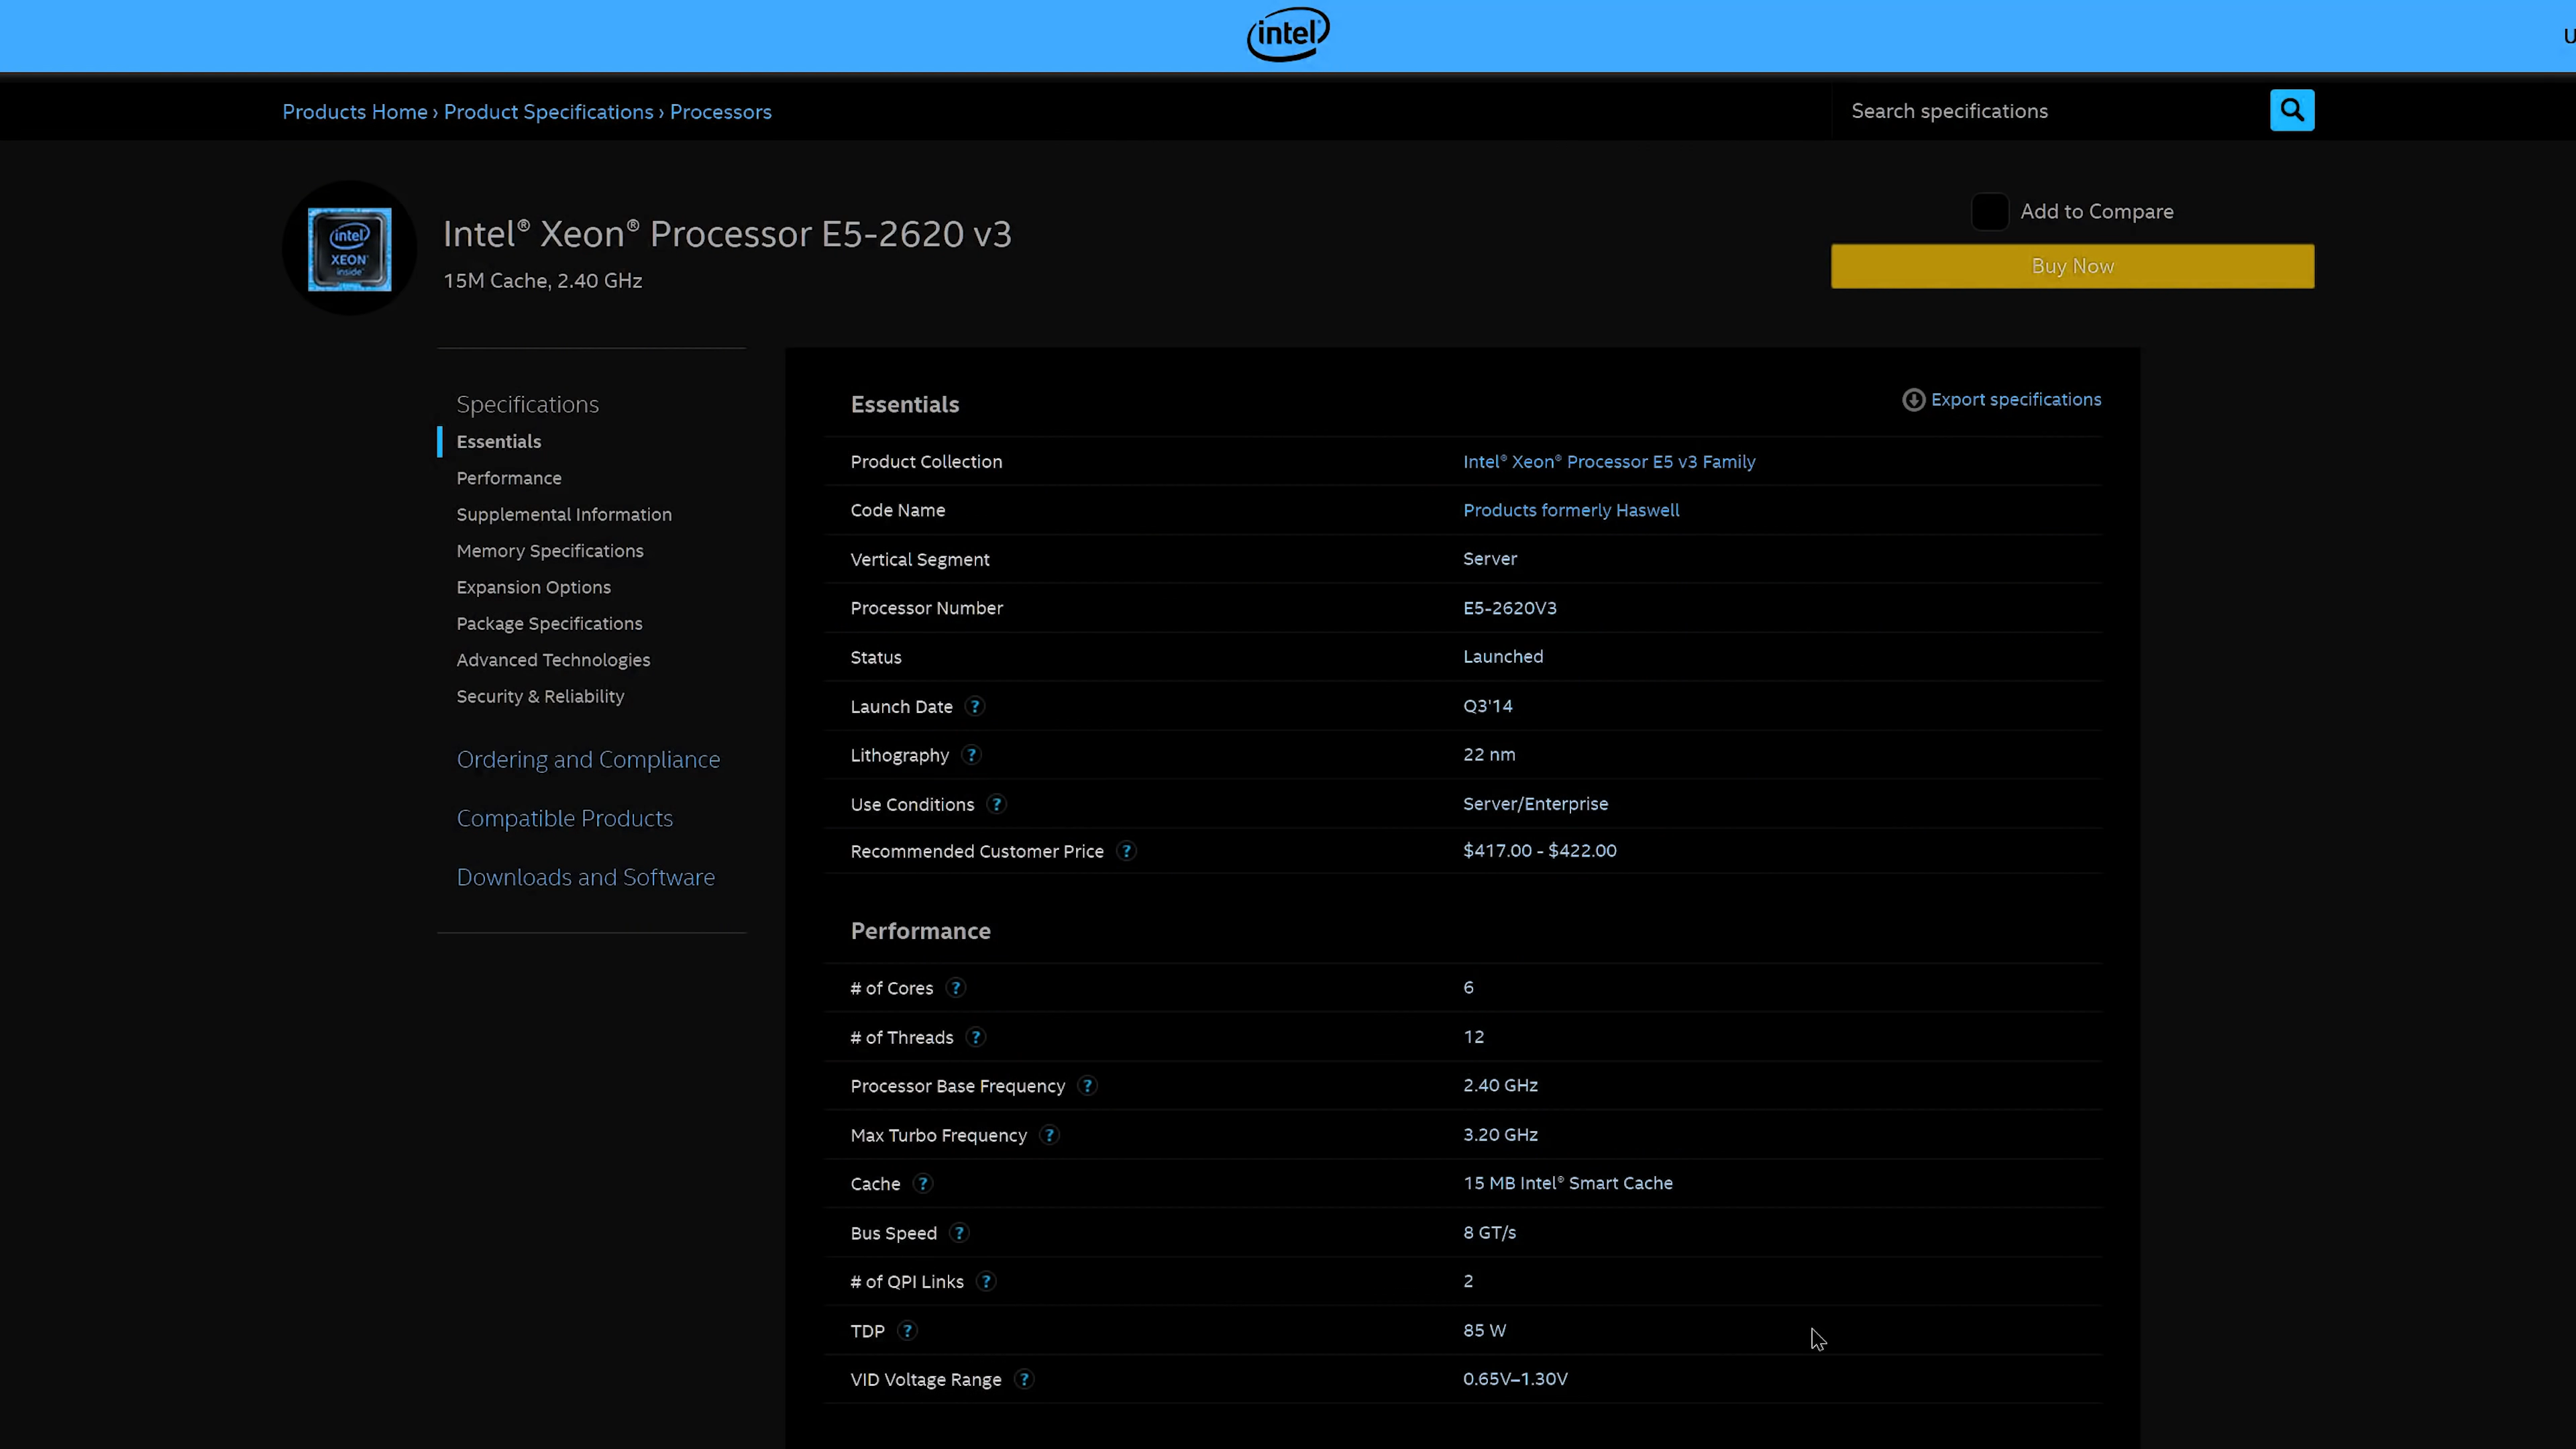 intel
Products Home › Product Specifications › Processors
Search specifications
intel
XEON
inside
Intel® Xeon® Processor E5-2620 v3
15M Cache, 2.40 GHz
Add to Compare
Buy Now
Specifications
Essentials
Performance
Supplemental Information
Memory Specifications
Expansion Options
Package Specifications
Advanced Technologies
Security & Reliability
Ordering and Compliance
Compatible Products
Downloads and Software
Essentials
Export specifications
Product Collection Intel® Xeon® Processor E5 v3 Family
Code Name Products formerly Haswell
Vertical Segment Server
Processor Number E5-2620V3
Status Launched
Launch Date ? Q3'14
Lithography ? 22 nm
Use Conditions ? Server/Enterprise
Recommended Customer Price ? $417.00 - $422.00
Performance
# of Cores ? 6
# of Threads ? 12
Processor Base Frequency ? 2.40 GHz
Max Turbo Frequency ? 3.20 GHz
Cache ? 15 MB Intel® Smart Cache
Bus Speed ? 8 GT/s
# of QPI Links ? 2
TDP ? 85 W
VID Voltage Range ? 0.65V–1.30V